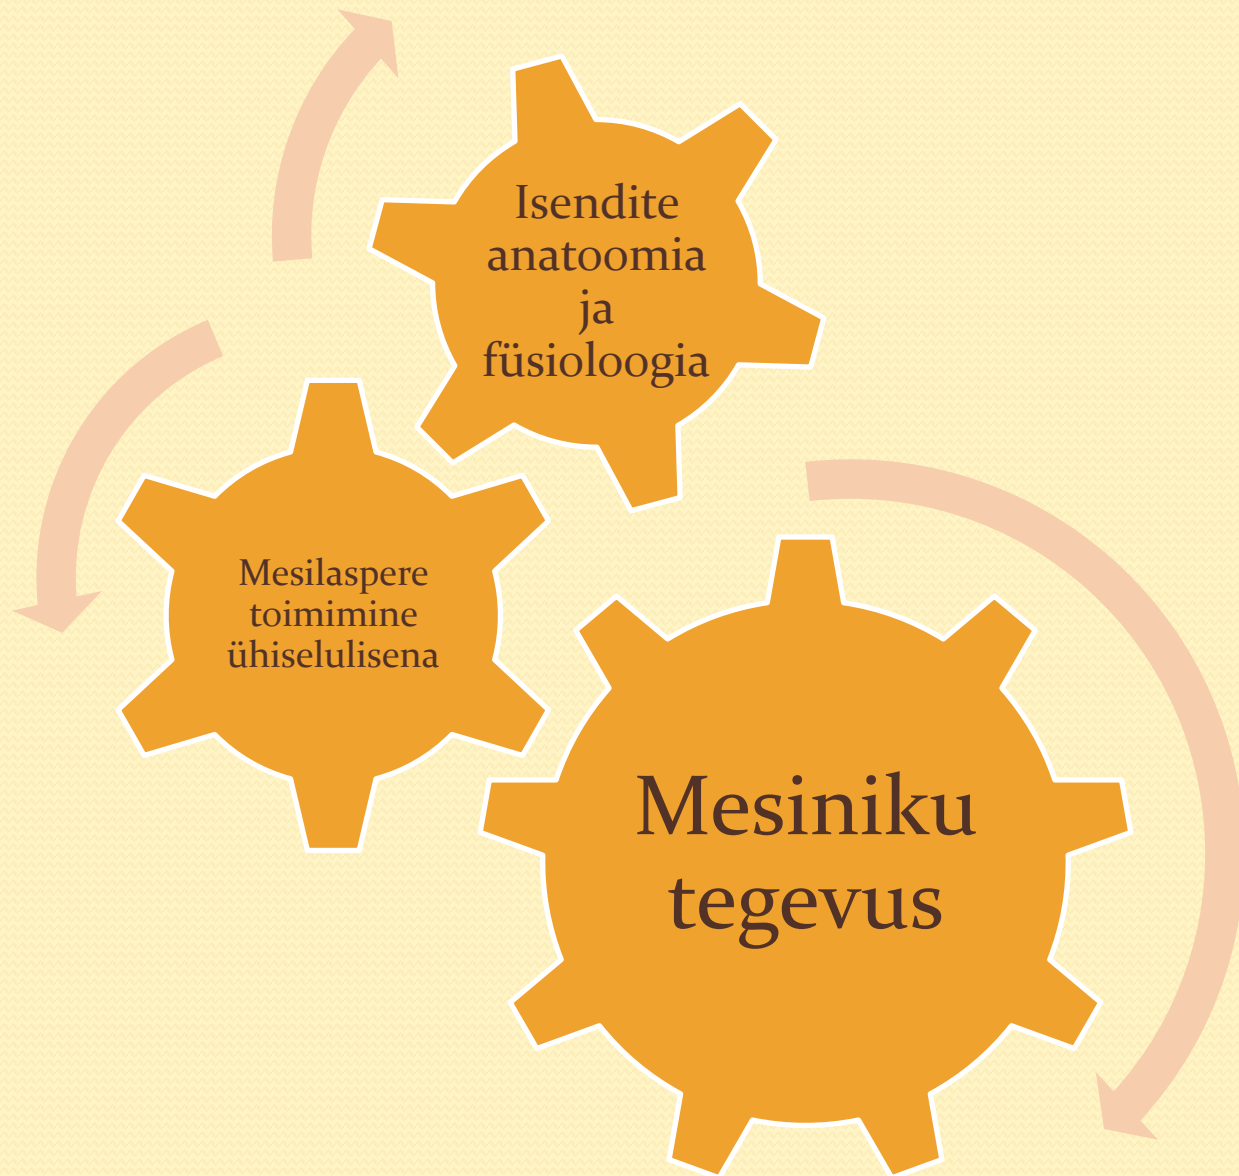 Isendite
anatoomia
ja
füsioloogia
Mesilaspere
toimimine
ühiselulisena
Mesiniku
tegevus